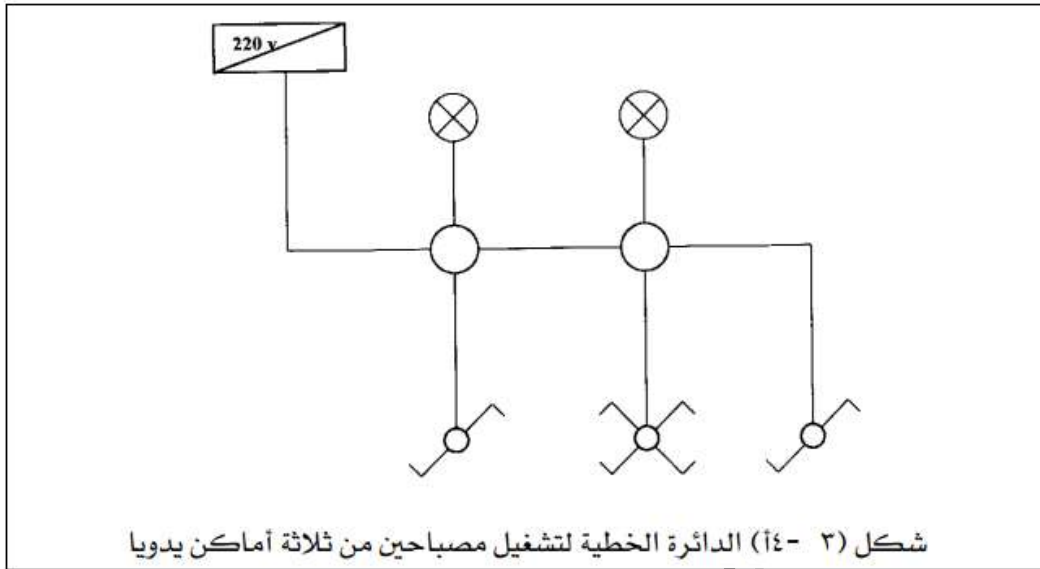 220 v
شكل (٣ -٤أ) الدائرة الخطية لتشغيل مصباحين من ثلاثة أماكن يدويا